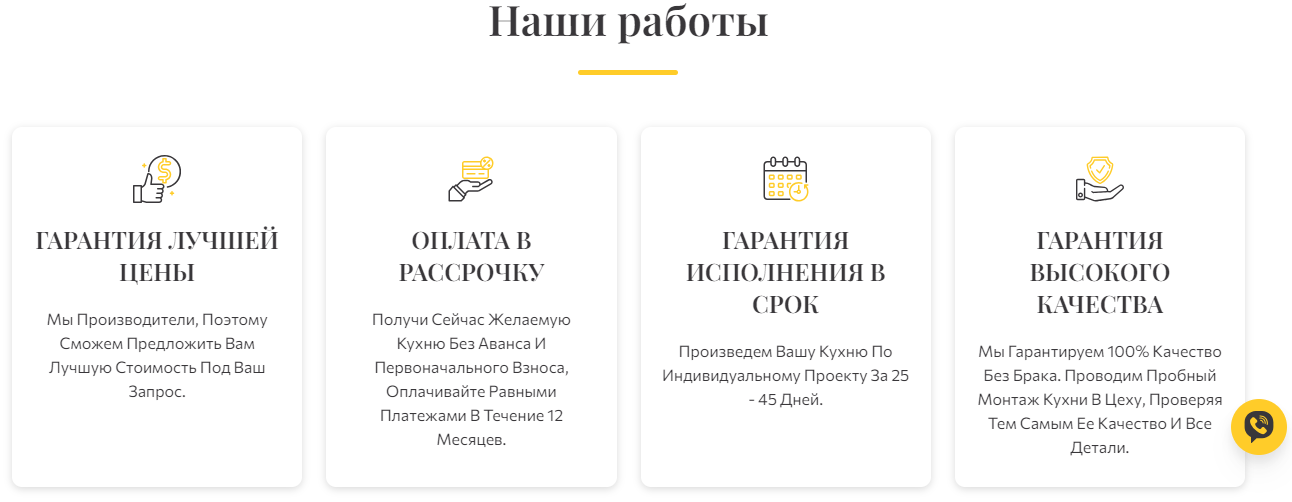 Наши работы
ГАРАНТИЯ ЛУЧШЕЙ
ЦЕНЫ
Мы Производители, Поэтому
Сможем Предложить Вам
Лучшую Стоимость Под Ваш
Запрос.
ОПЛАТА В
РАССРОЧКУ
Получи Сейчас Желаемую
Кухню Без Аванса И
Первоначального Взноса,
Оплачивайте Равными
Платежами В Течение 12
Месяцев.
ГАРАНТИЯ
ИСПОЛНЕНИЯ В
СРОК
Произведем Вашу Кухню По
Индивидуальному Проекту За 25
- 45 Дней.
ГАРАНТИЯ
ВЫСОКОГО
КАЧЕСТВА
Мы Гарантируем 100% Качество
Без Брака. Проводим Пробный
Монтаж Кухни В Цеху, Проверяя
Тем Самым Ее Качество И Все
Детали.